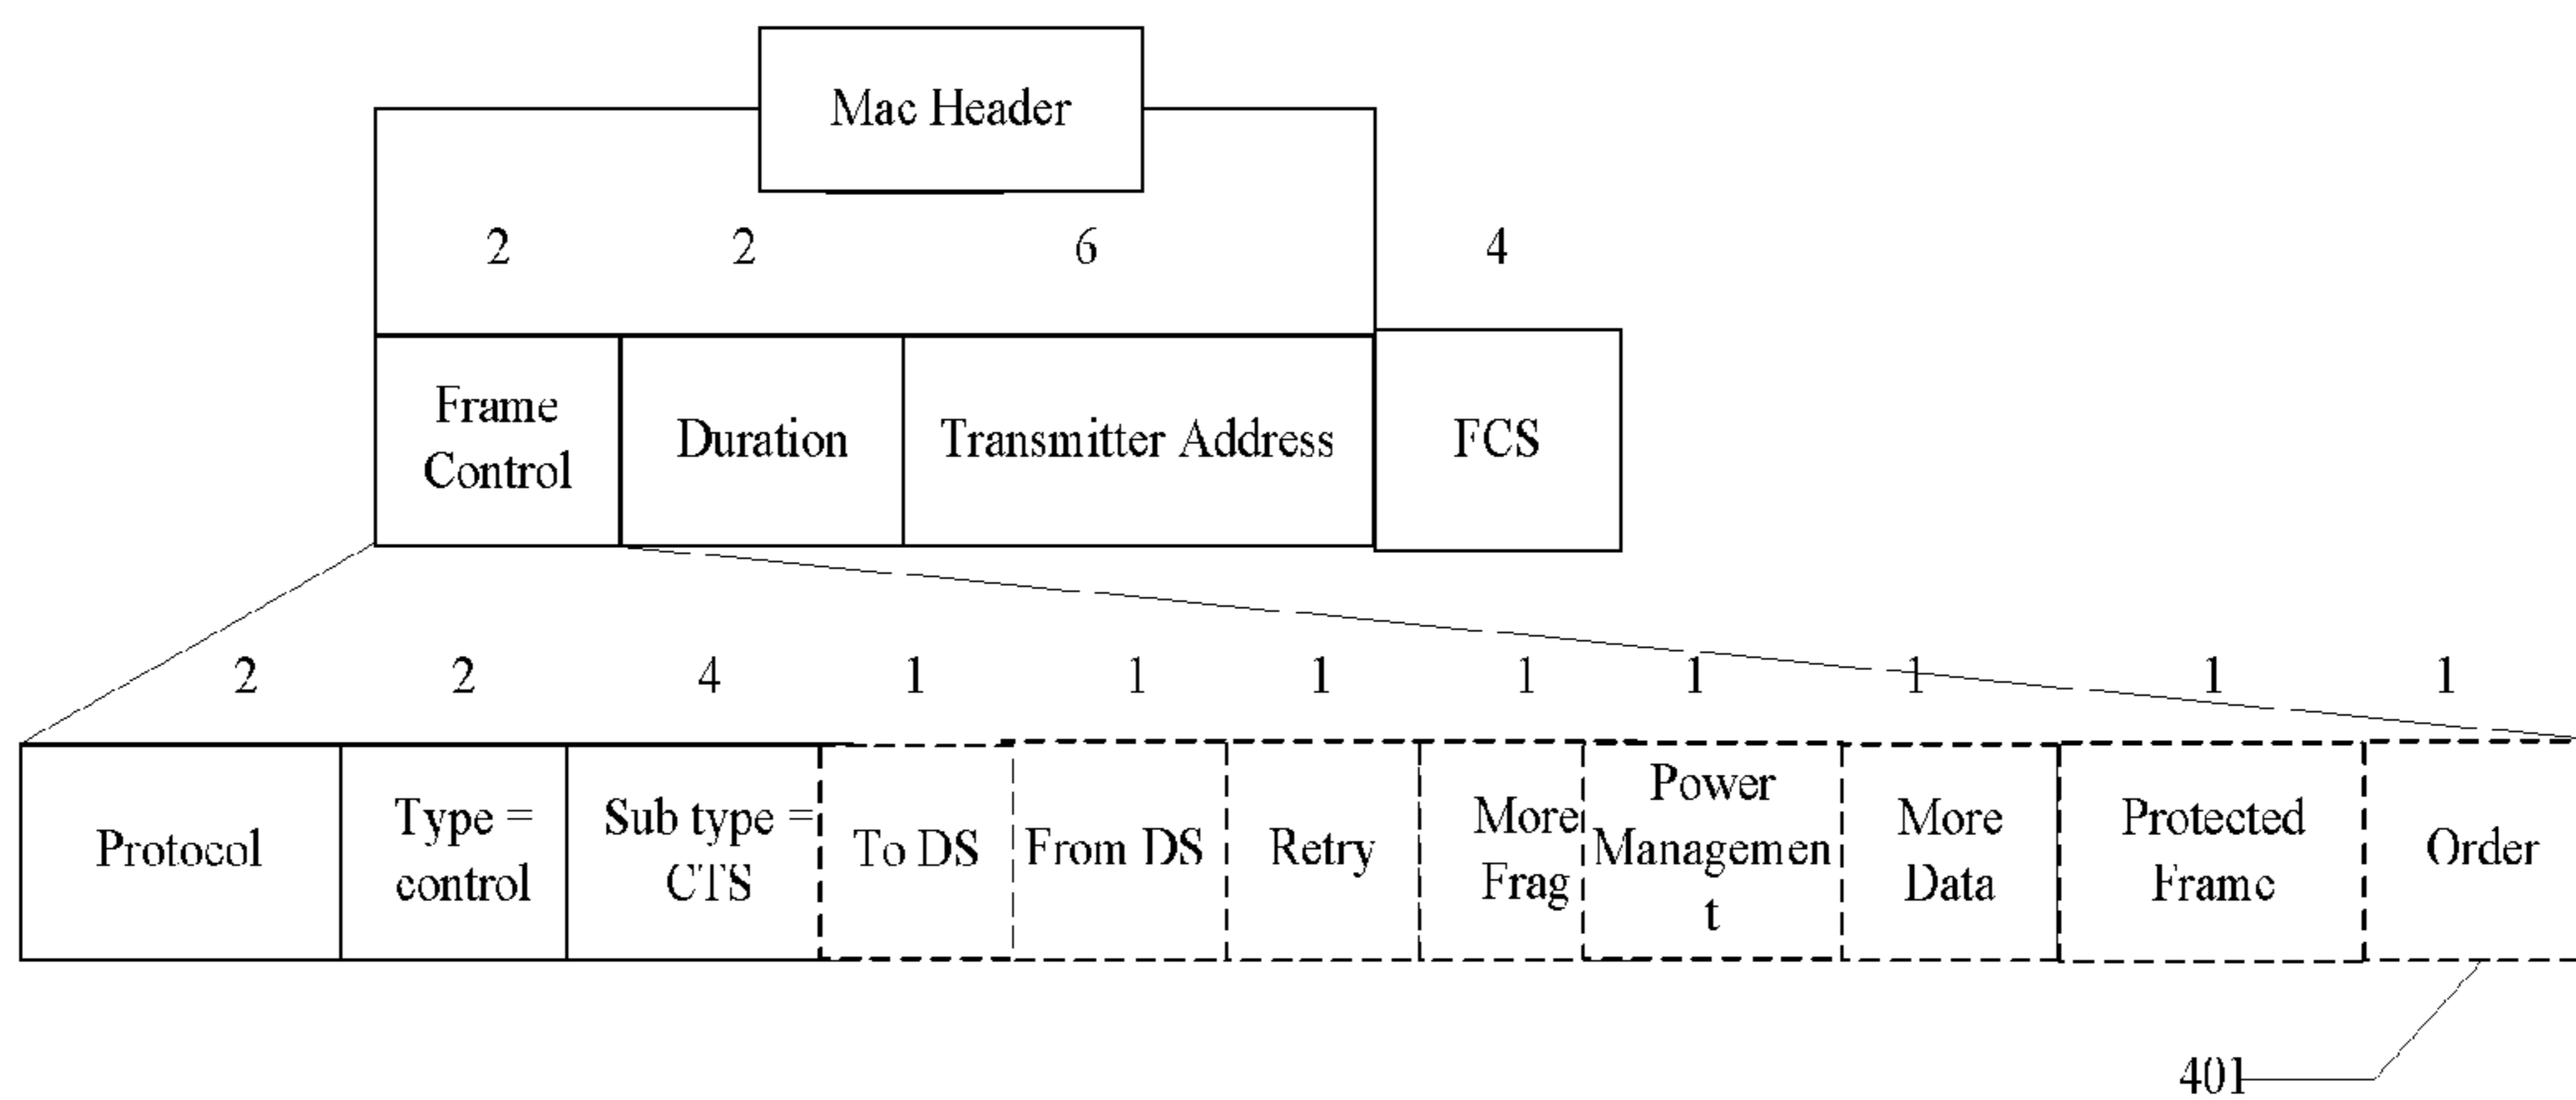 Mac Header
2 2 6 4
Frame
Control
Duration
Transmitter Address
FCS
2 2 4 1 1 1 1 1 1 1 1
Protocol
Type =
control
Sub type =
CTS
To DS
From DS
Retry
More
Frag
Power
Managemen
t
More
Data
Protected
Frame
Order
401